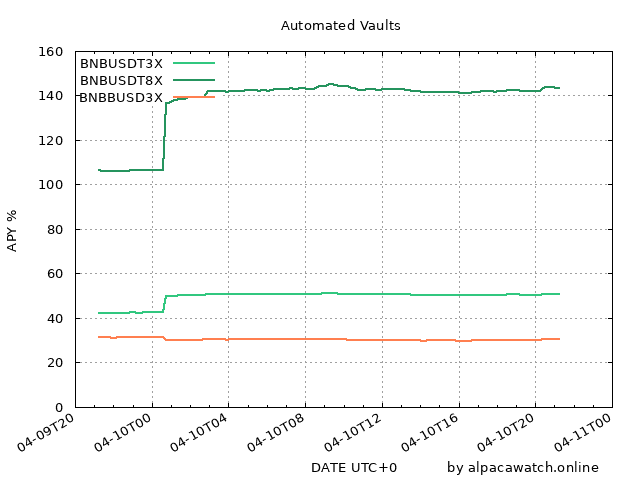 Automated Vaults
BNBUSDT3X
BNBUSDT8X
BNBBUSD3X
160
140
120
100
80
60
40
20
0
APY %
04-09T20
04-10T00
04-10T04
04-10T08
04-10T12
04-10T16
04-10T20
04-11T00
DATE UTC+0
by alpacawatch.online